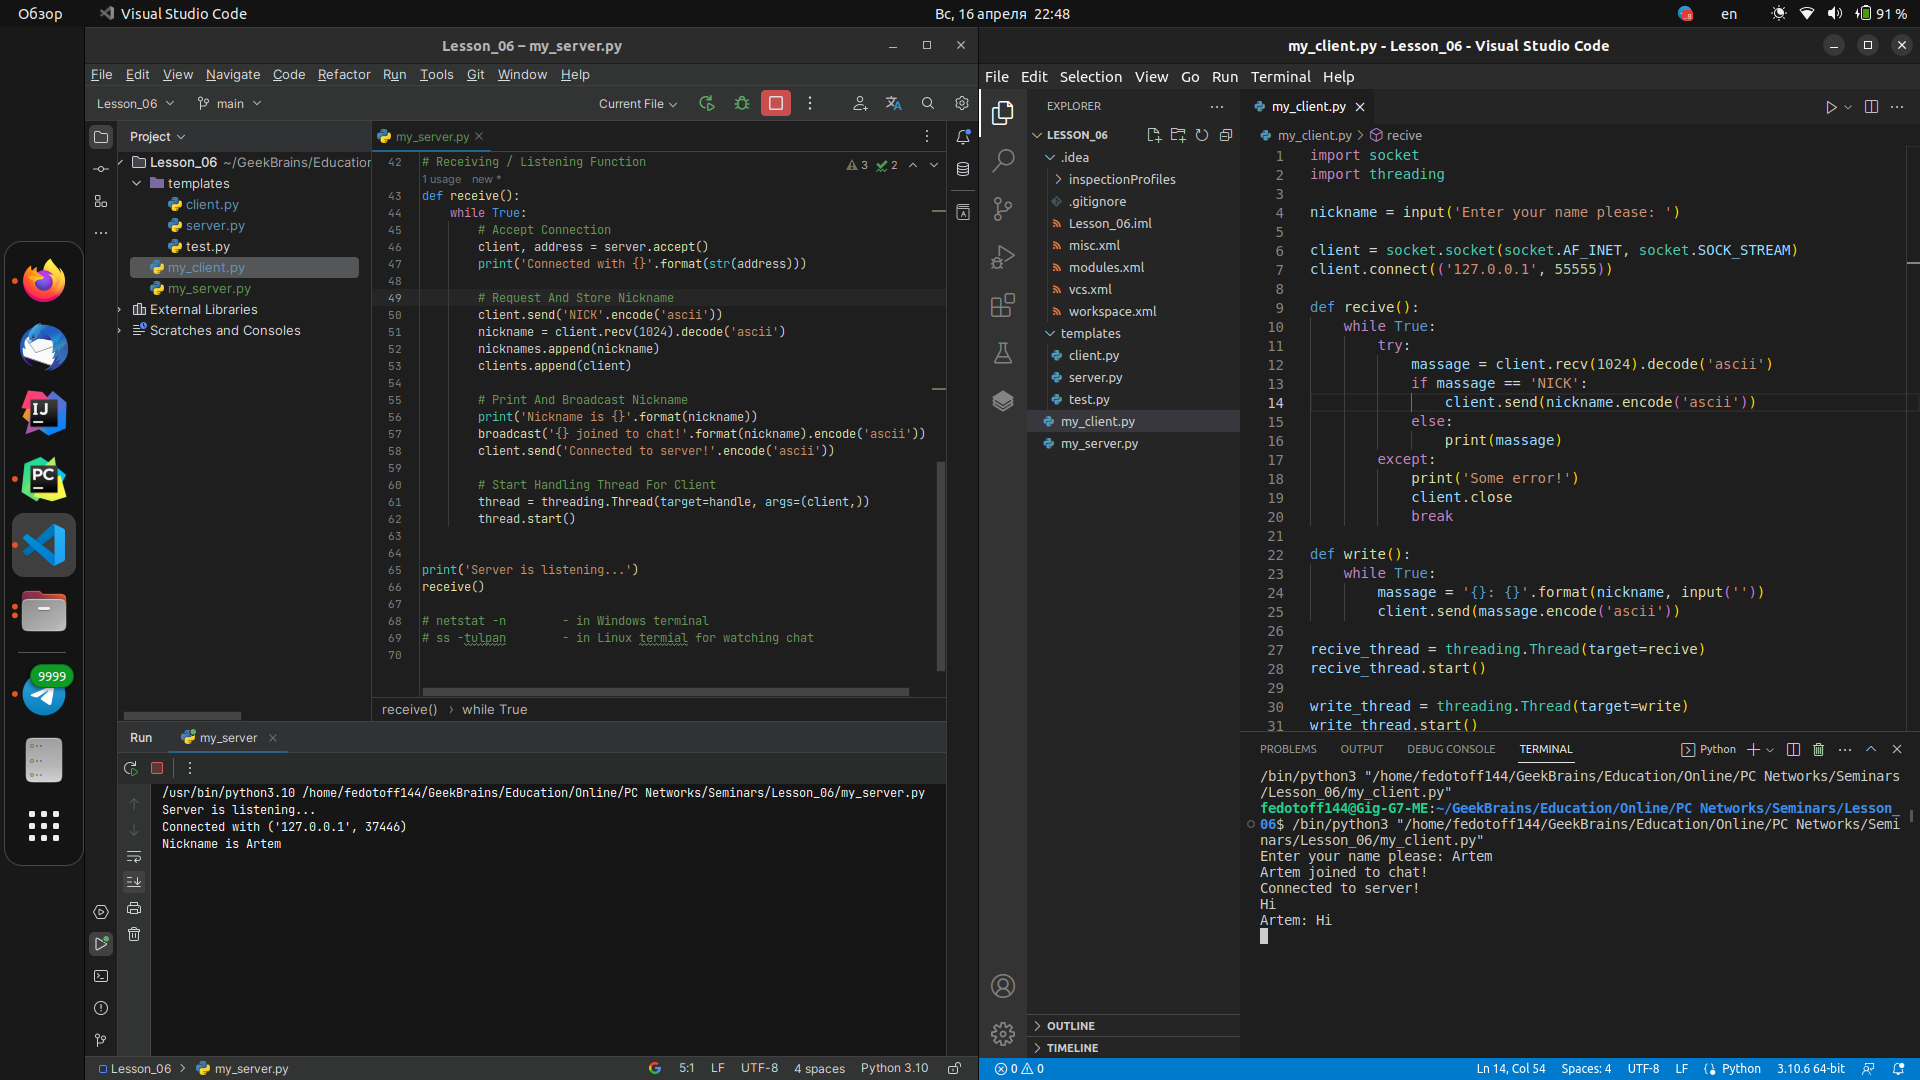 Обзор
Visual Studio Code
Вс, 16 апреля 22:48
en
91 %
Lesson_06 – my_server.py
File Edit View Navigate Code Refactor Run Tools Git Window Help
Lesson_06
main
Current File
Project
Lesson_06 ~/GeekBrains/Education
templates
client.py
server.py
test.py
my_client.py
my_server.py
External Libraries
Scratches and Consoles
my_server.py
3
2
42 # Receiving / Listening Function
1 usage new *
43 def receive():
44 while True:
45 # Accept Connection
46 client, address = server.accept()
47 print('Connected with {}'.format(str(address)))
48
49 # Request And Store Nickname
50 client.send('NICK'.encode('ascii'))
51 nickname = client.recv(1024).decode('ascii')
52 nicknames.append(nickname)
53 clients.append(client)
54
55 # Print And Broadcast Nickname
56 print('Nickname is {}'.format(nickname))
57 broadcast('{} joined to chat!'.format(nickname).encode('ascii'))
58 client.send('Connected to server!'.encode('ascii'))
59
60 # Start Handling Thread For Client
61 thread = threading.Thread(target=handle, args=(client,))
62 thread.start()
63
64
65 print('Server is listening...')
66 receive()
67
68 # netstat -n - in Windows terminal
69 # ss -tulpan - in Linux termial for watching chat
70
receive() › while True
Run
my_server
/usr/bin/python3.10 /home/fedotoff144/GeekBrains/Education/Online/PC Networks/Seminars/Lesson_06/my_server.py
Server is listening...
Connected with ('127.0.0.1', 37446)
Nickname is Artem
Lesson_06 › my_server.py
5:1 LF UTF-8 4 spaces Python 3.10
9999
my_client.py - Lesson_06 - Visual Studio Code
File Edit Selection View Go Run Terminal Help
EXPLORER
LESSON_06
.idea
inspectionProfiles
.gitignore
Lesson_06.iml
misc.xml
modules.xml
vcs.xml
workspace.xml
templates
client.py
server.py
test.py
my_client.py
my_server.py
OUTLINE
TIMELINE
my_client.py
my_client.py > recive
1 import socket
2 import threading
3
4 nickname = input('Enter your name please: ')
5
6 client = socket.socket(socket.AF_INET, socket.SOCK_STREAM)
7 client.connect(('127.0.0.1', 55555))
8
9 def recive():
10 while True:
11 try:
12 massage = client.recv(1024).decode('ascii')
13 if massage == 'NICK':
14 client.send(nickname.encode('ascii'))
15 else:
16 print(massage)
17 except:
18 print('Some error!')
19 client.close
20 break
21
22 def write():
23 while True:
24 massage = '{}: {}'.format(nickname, input(''))
25 client.send(massage.encode('ascii'))
26
27 recive_thread = threading.Thread(target=recive)
28 recive_thread.start()
29
30 write_thread = threading.Thread(target=write)
31 write_thread.start()
PROBLEMS OUTPUT DEBUG CONSOLE TERMINAL
Python
/bin/python3 "/home/fedotoff144/GeekBrains/Education/Online/PC Networks/Seminars
/Lesson_06/my_client.py"
fedotoff144@Gig-G7-ME:~/GeekBrains/Education/Online/PC Networks/Seminars/Lesson_
06$ /bin/python3 "/home/fedotoff144/GeekBrains/Education/Online/PC Networks/Semi
nars/Lesson_06/my_client.py"
Enter your name please: Artem
Artem joined to chat!
Connected to server!
Hi
Artem: Hi
0 0
Ln 14, Col 54 Spaces: 4 UTF-8 LF Python 3.10.6 64-bit